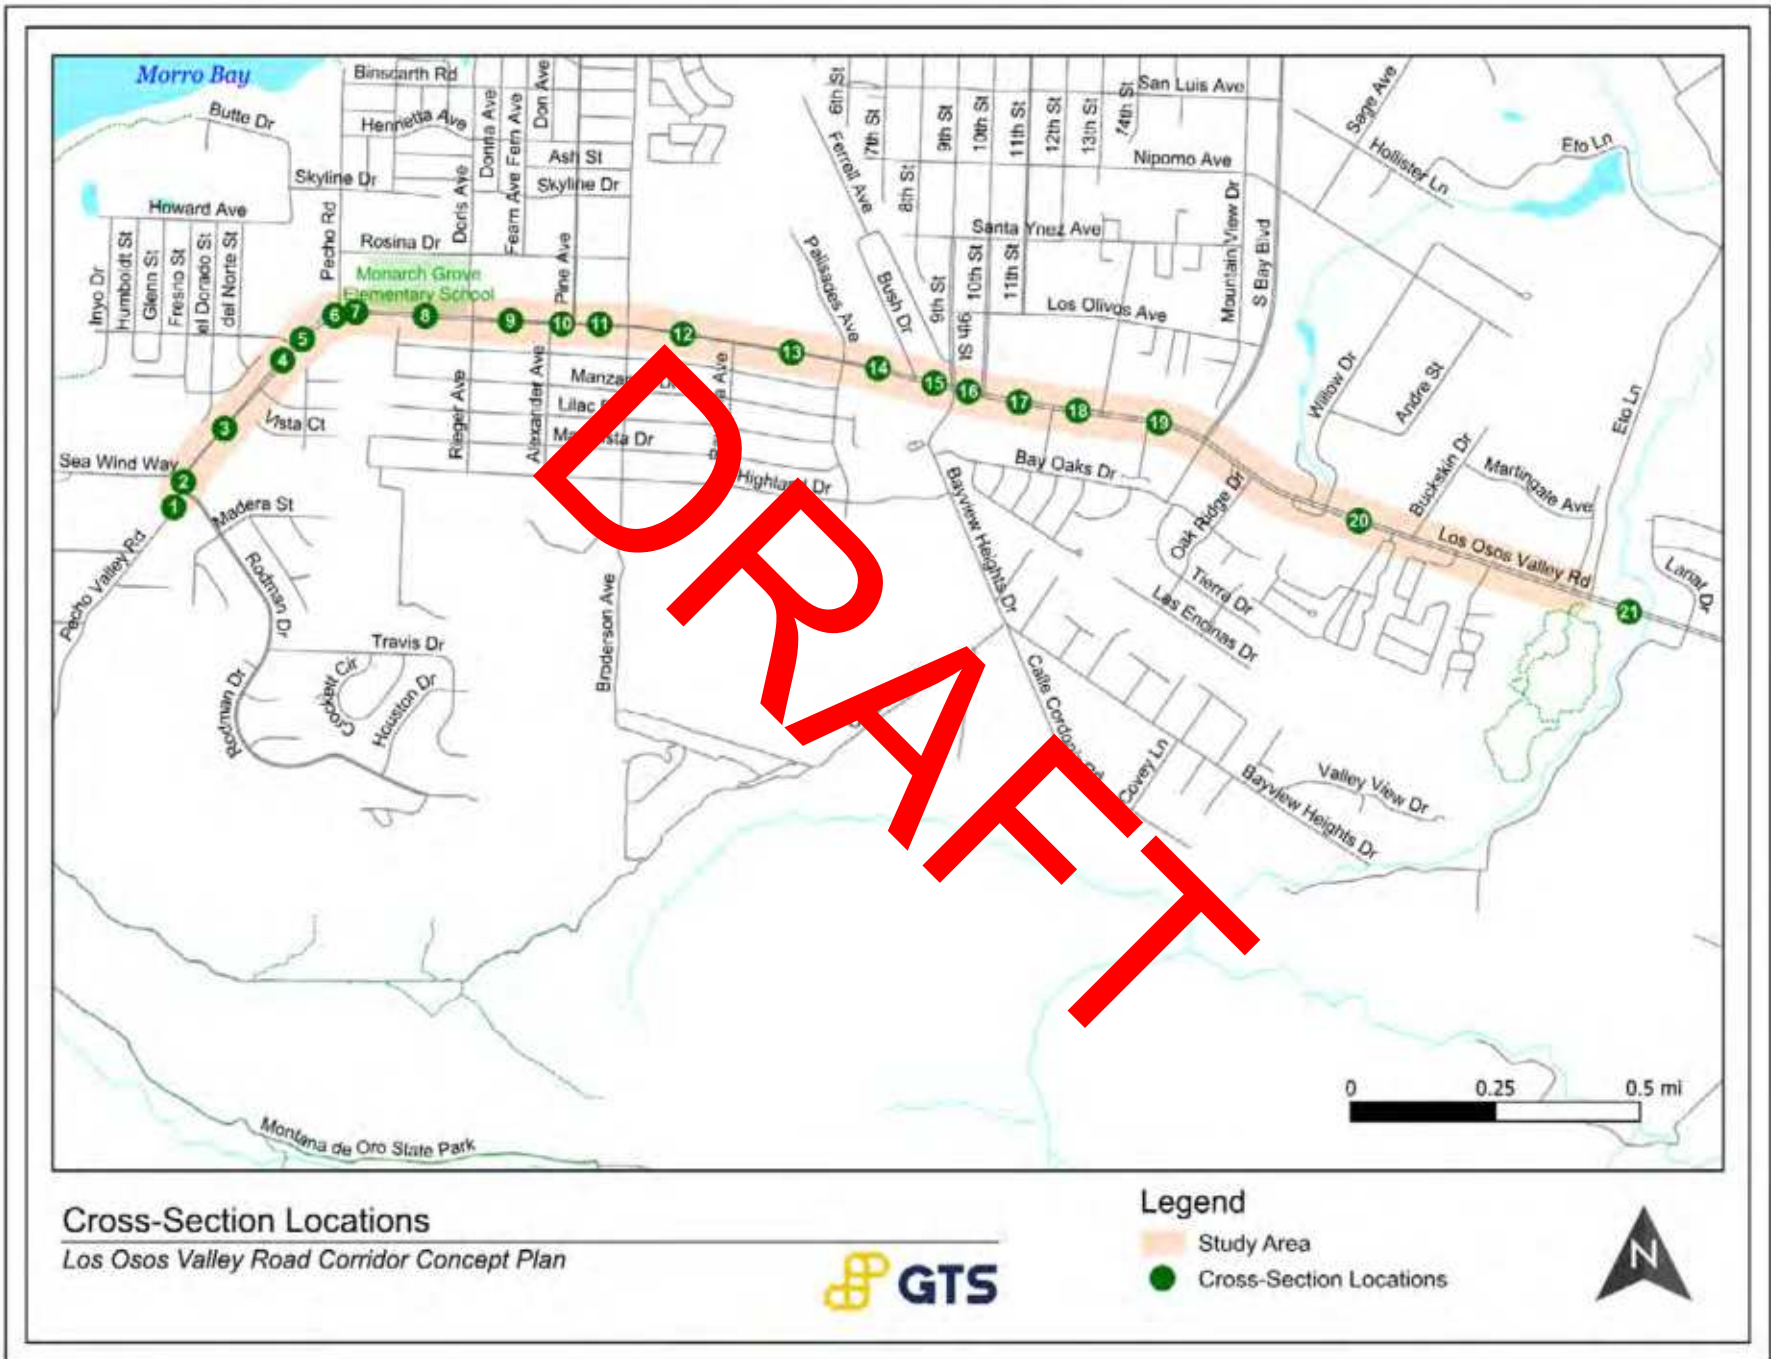 Morro Bay
Binscarth Rd
Butte Dr
Henrietta Ave
Donna Ave
Fearn Ave Fern Ave
Don Ave
Ash St
Skyline Dr
Skyline Dr
Howard Ave
Pecho Rd
Doris Ave
Rosina Dr
Pine Ave
Monarch Grove
Elementary School
Inyo Dr
Humboldt St
Glenn St
Fresno St
el Dorado St
del Norte St
6th St
7th St
Ferrell Ave
8th St
9th St
10th St
11th St
12th St
13th St
14th St
San Luis Ave
Nipomo Ave
Santa Ynez Ave
Mountain View Dr
S Bay Blvd
Sage Ave
Hollister Ln
Eto Ln
Palisades Ave
Bush Dr
9th St
9th St
10th St
11th St
Los Olivos Ave
Willow Dr
Andre St
Eto Ln
1
2
3
4
5
6
7
8
9
10
11
12
13
14
15
16
17
18
19
20
21
Vista Ct
Sea Wind Way
Madera St
Pecho Valley Rd
Rodman Dr
Rodman Dr
Travis Dr
Crockett Cir
Houston Dr
Rieger Ave
Alexander Ave
Lilac
Highland Dr
Broderson Ave
Bay Oaks Dr
Bayview Heights Dr
Oak Ridge Dr
Tierra Dr
Las Encinas Dr
Buckskin Dr
Martingale Ave
Los Osos Valley Rd
Lariat Dr
Covey Ln
Valley View Dr
Bayview Heights Dr
Montana de Oro State Park
DRAFT
0 0.25 0.5 mi
Cross-Section Locations
Los Osos Valley Road Corridor Concept Plan
GTS
Legend
Study Area
Cross-Section Locations
N